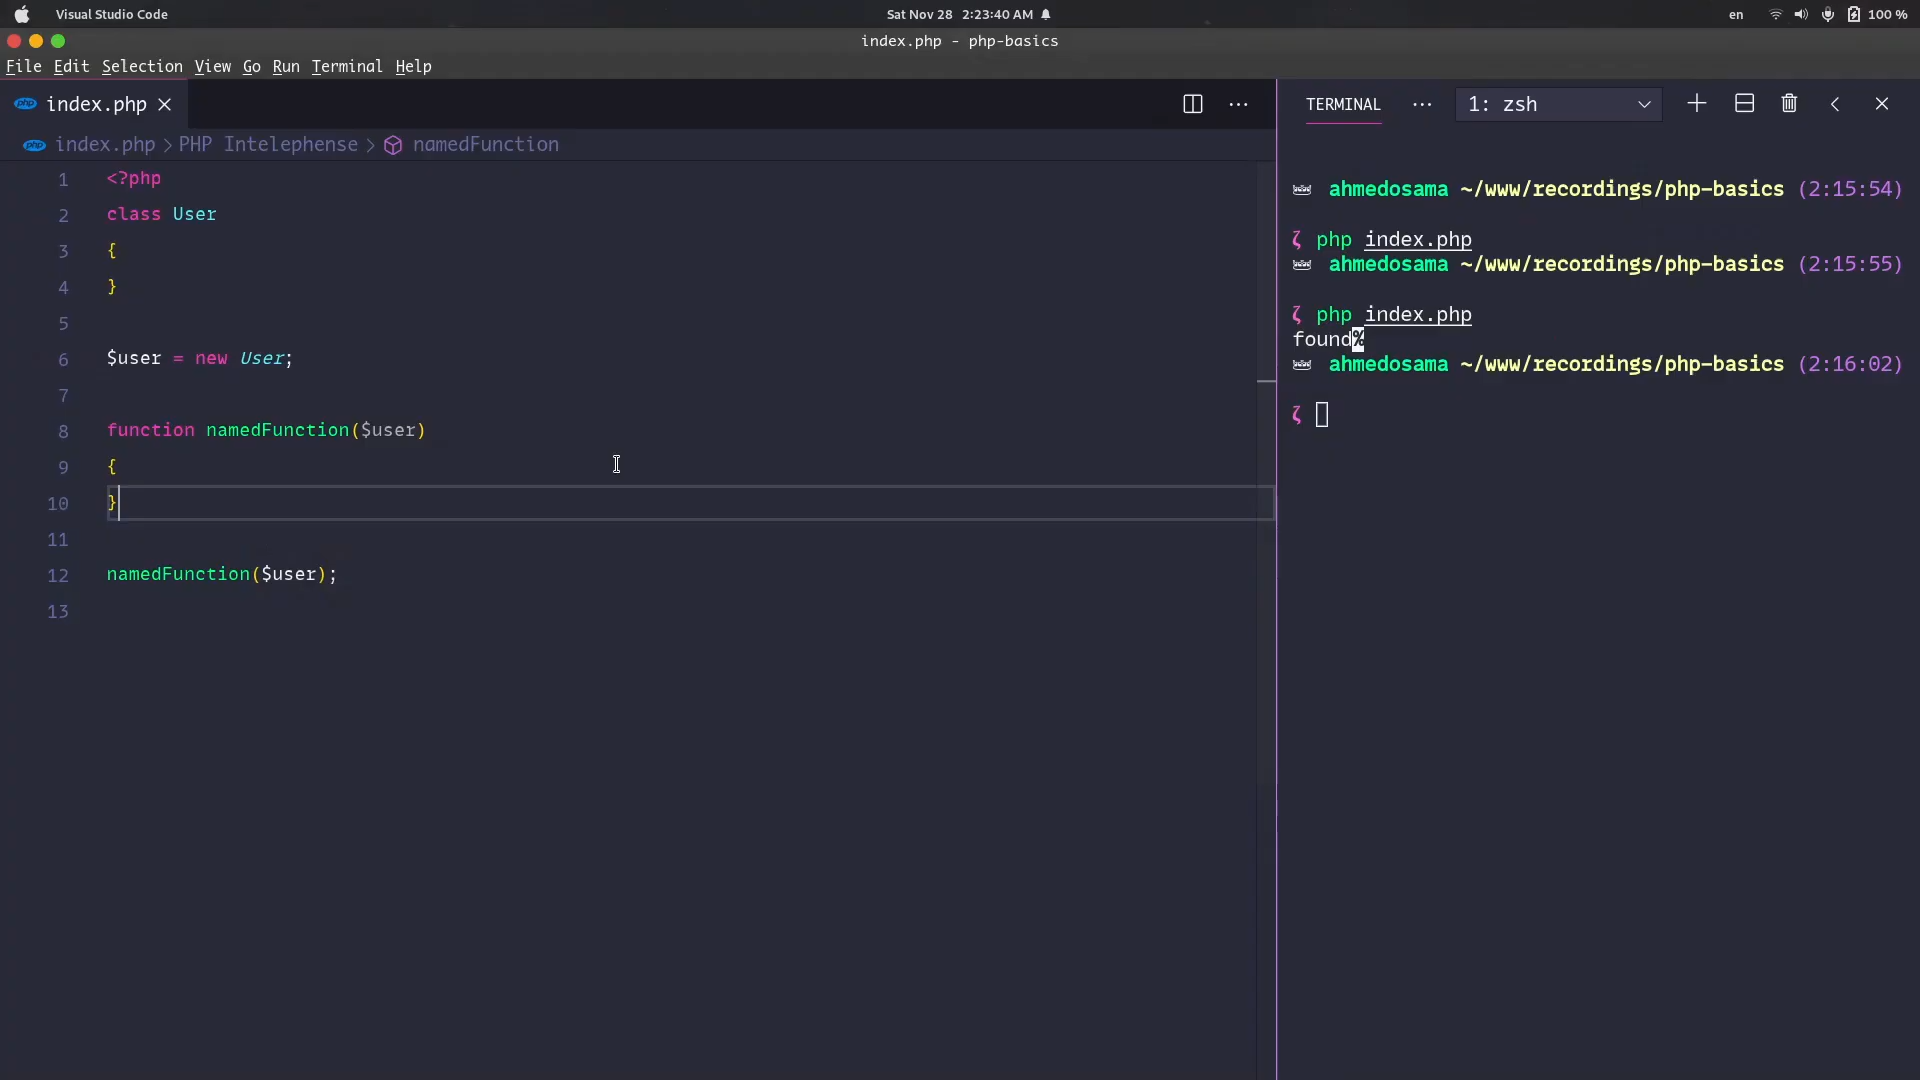 Visual Studio Code
Sat Nov 28 2:23:40 AM
en
100 %
index.php - php-basics
File Edit Selection View Go Run Terminal Help
php index.php
index.php > PHP Intelephense > namedFunction
1 <?php
2 class User
3 {
4 }
5
6 $user = new User;
7
8 function namedFunction($user)
9 {
10 }
11
12 namedFunction($user);
13
TERMINAL
1: zsh
ahmedosama ~/www/recordings/php-basics (2:15:54)
ζ php index.php
ahmedosama ~/www/recordings/php-basics (2:15:55)
ζ php index.php
found%
ahmedosama ~/www/recordings/php-basics (2:16:02)
ζ